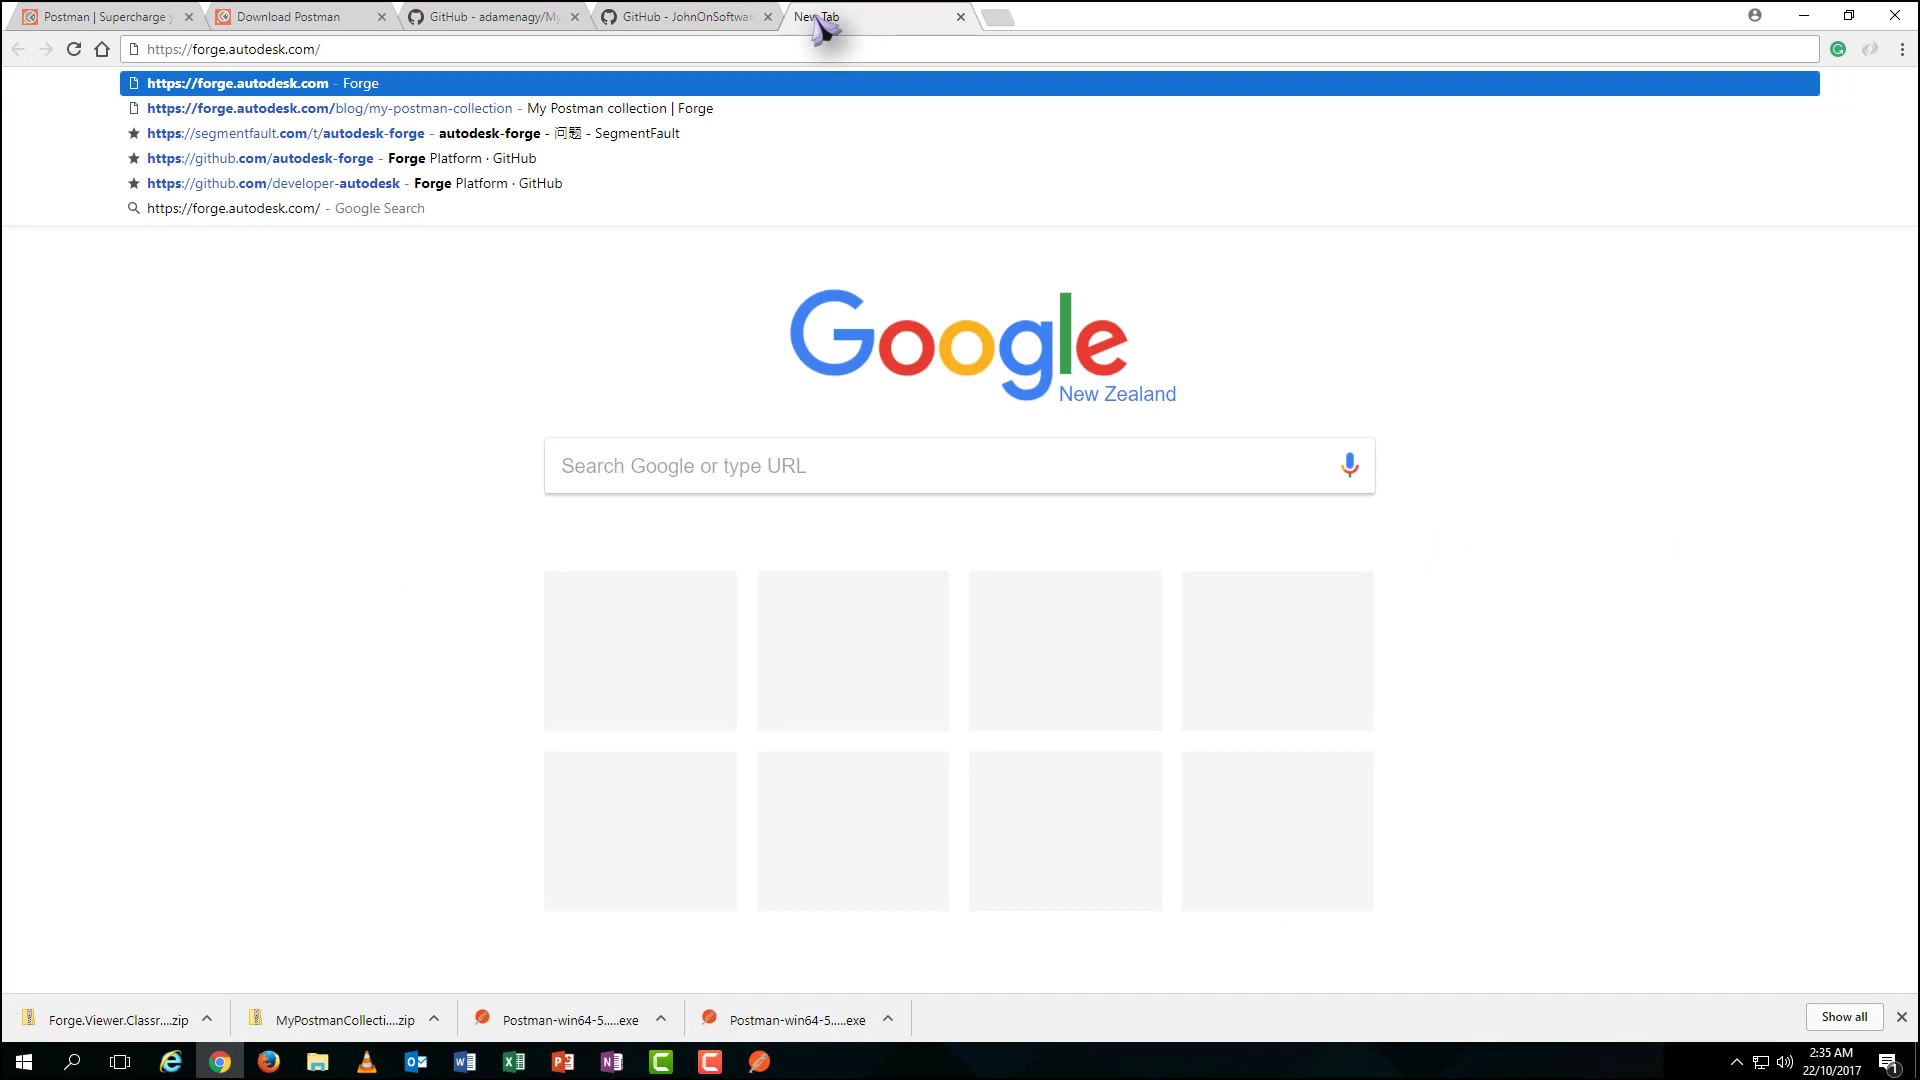 Postman | Supercharge y
Download Postman
GitHub - adamenagy/My
GitHub - JohnOnSoftwar
New Tab
https://forge.autodesk.com/
https://forge.autodesk.com - Forge
https://forge.autodesk.com/blog/my-postman-collection - My Postman collection | Forge
https://segmentfault.com/t/autodesk-forge - autodesk-forge - 问题 - SegmentFault
https://github.com/autodesk-forge - Forge Platform · GitHub
https://github.com/developer-autodesk - Forge Platform · GitHub
https://forge.autodesk.com/ - Google Search
Google
New Zealand
Search Google or type URL
Forge.Viewer.Classr....zip
MyPostmanCollecti....zip
Postman-win64-5.....exe
Postman-win64-5.....exe
Show all
2:35 AM
22/10/2017
1